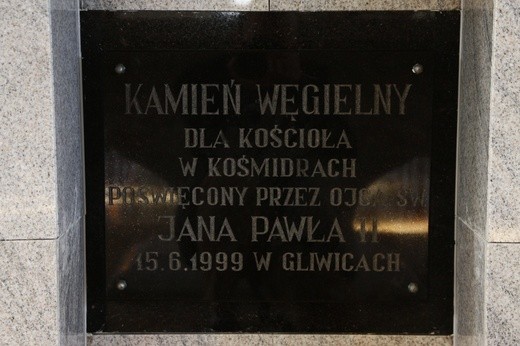 KAMIEŃ WĘGIELNY
DLA KOŚCIOŁA
W KOŚMIDRACH
POŚWIĘCONY PRZEZ OJCA ŚW.
JANA PAWŁA II
15.6.1999 W GLIWICACH